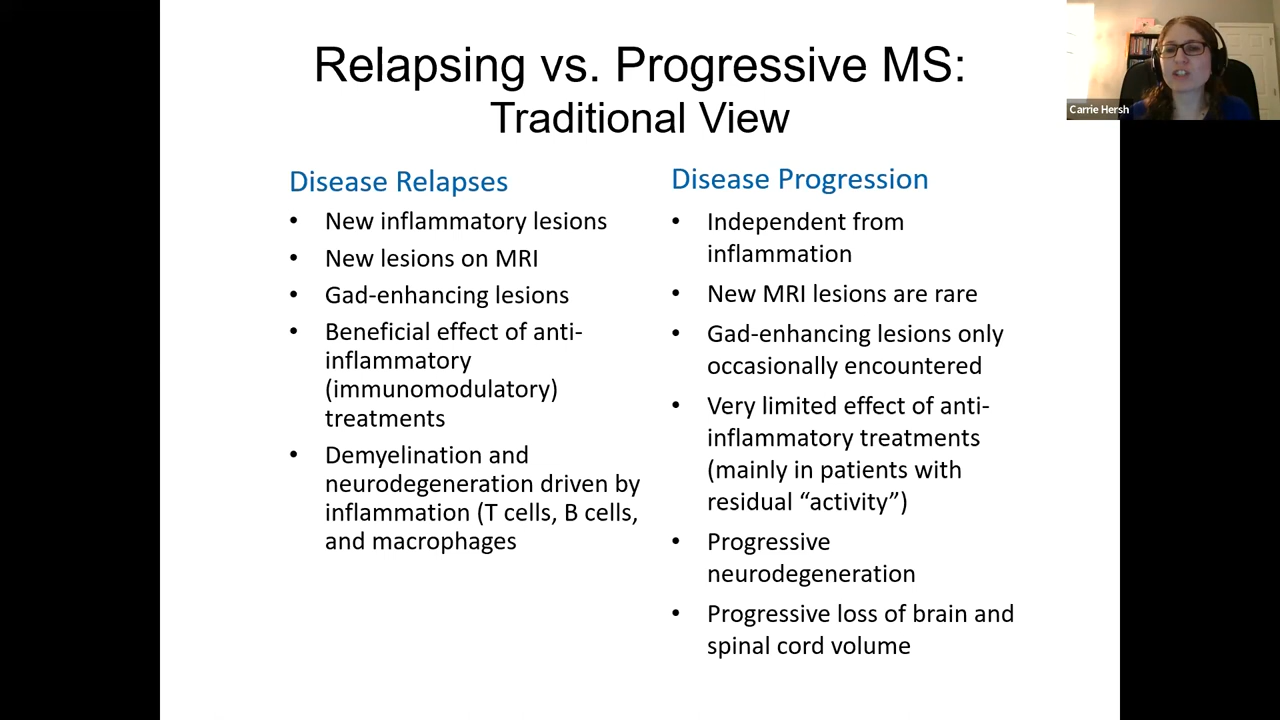 Relapsing vs. Progressive MS:
Traditional View
Carrie Hersh
Disease Relapses
• New inflammatory lesions
• New lesions on MRI
• Gad-enhancing lesions
• Beneficial effect of anti-
inflammatory
(immunomodulatory)
treatments
• Demyelination and
neurodegeneration driven by
inflammation (T cells, B cells,
and macrophages
Disease Progression
• Independent from
inflammation
• New MRI lesions are rare
• Gad-enhancing lesions only
occasionally encountered
• Very limited effect of anti-
inflammatory treatments
(mainly in patients with
residual “activity”)
• Progressive
neurodegeneration
• Progressive loss of brain and
spinal cord volume